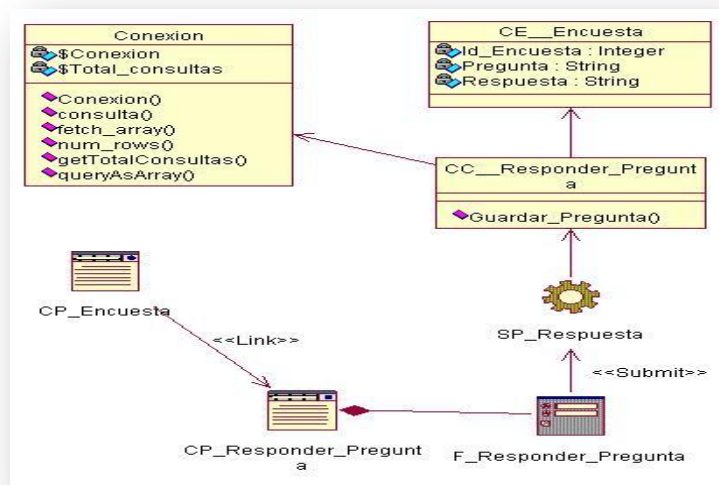 Conexion
$Conexion
$Total_consultas
Conexion()
consulta()
fetch_array()
num_rows()
getTotalConsultas()
queryAsArray()
CE__Encuesta
Id_Encuesta : Integer
Pregunta : String
Respuesta : String
CC__Responder_Pregunt
a
Guardar_Pregunta()
CP_Encuesta
<<Link>>
SP_Respuesta
<<Submit>>
CP_Responder_Pregunt
a
F_Responder_Pregunta